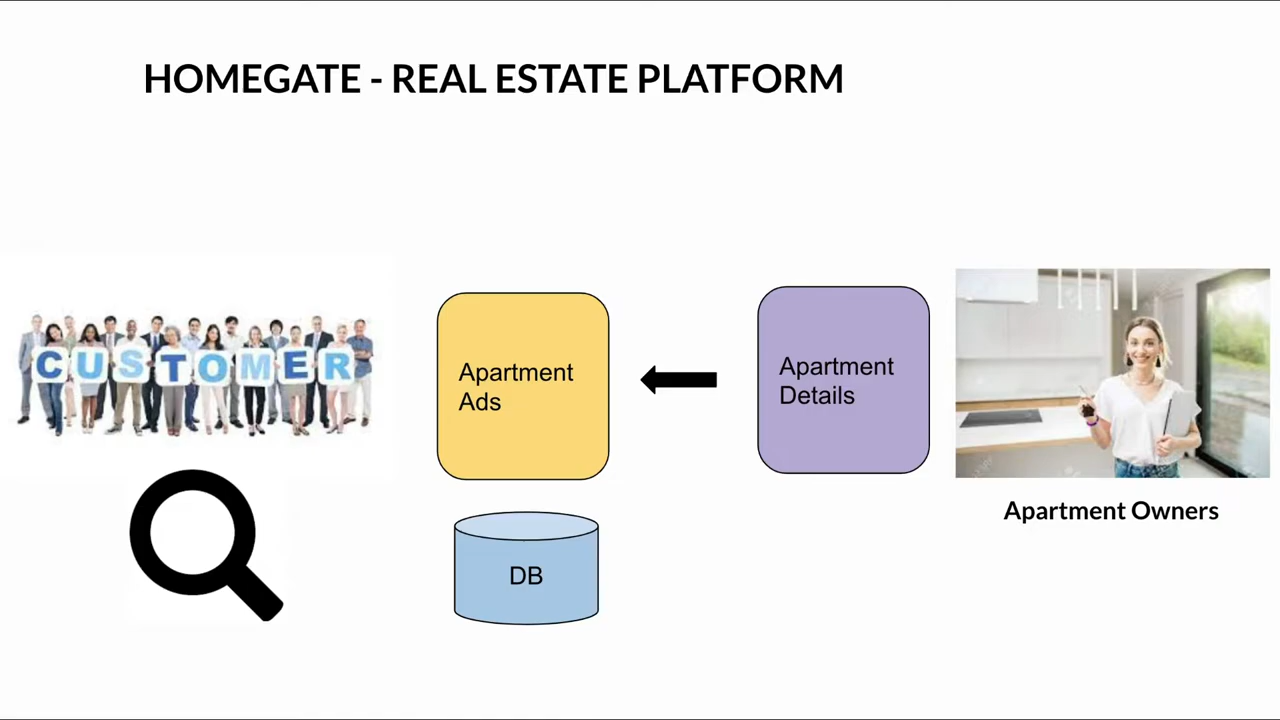 HOMEGATE - REAL ESTATE PLATFORM
CUSTOMER
Apartment
Ads
Apartment
Details
Apartment Owners
DB